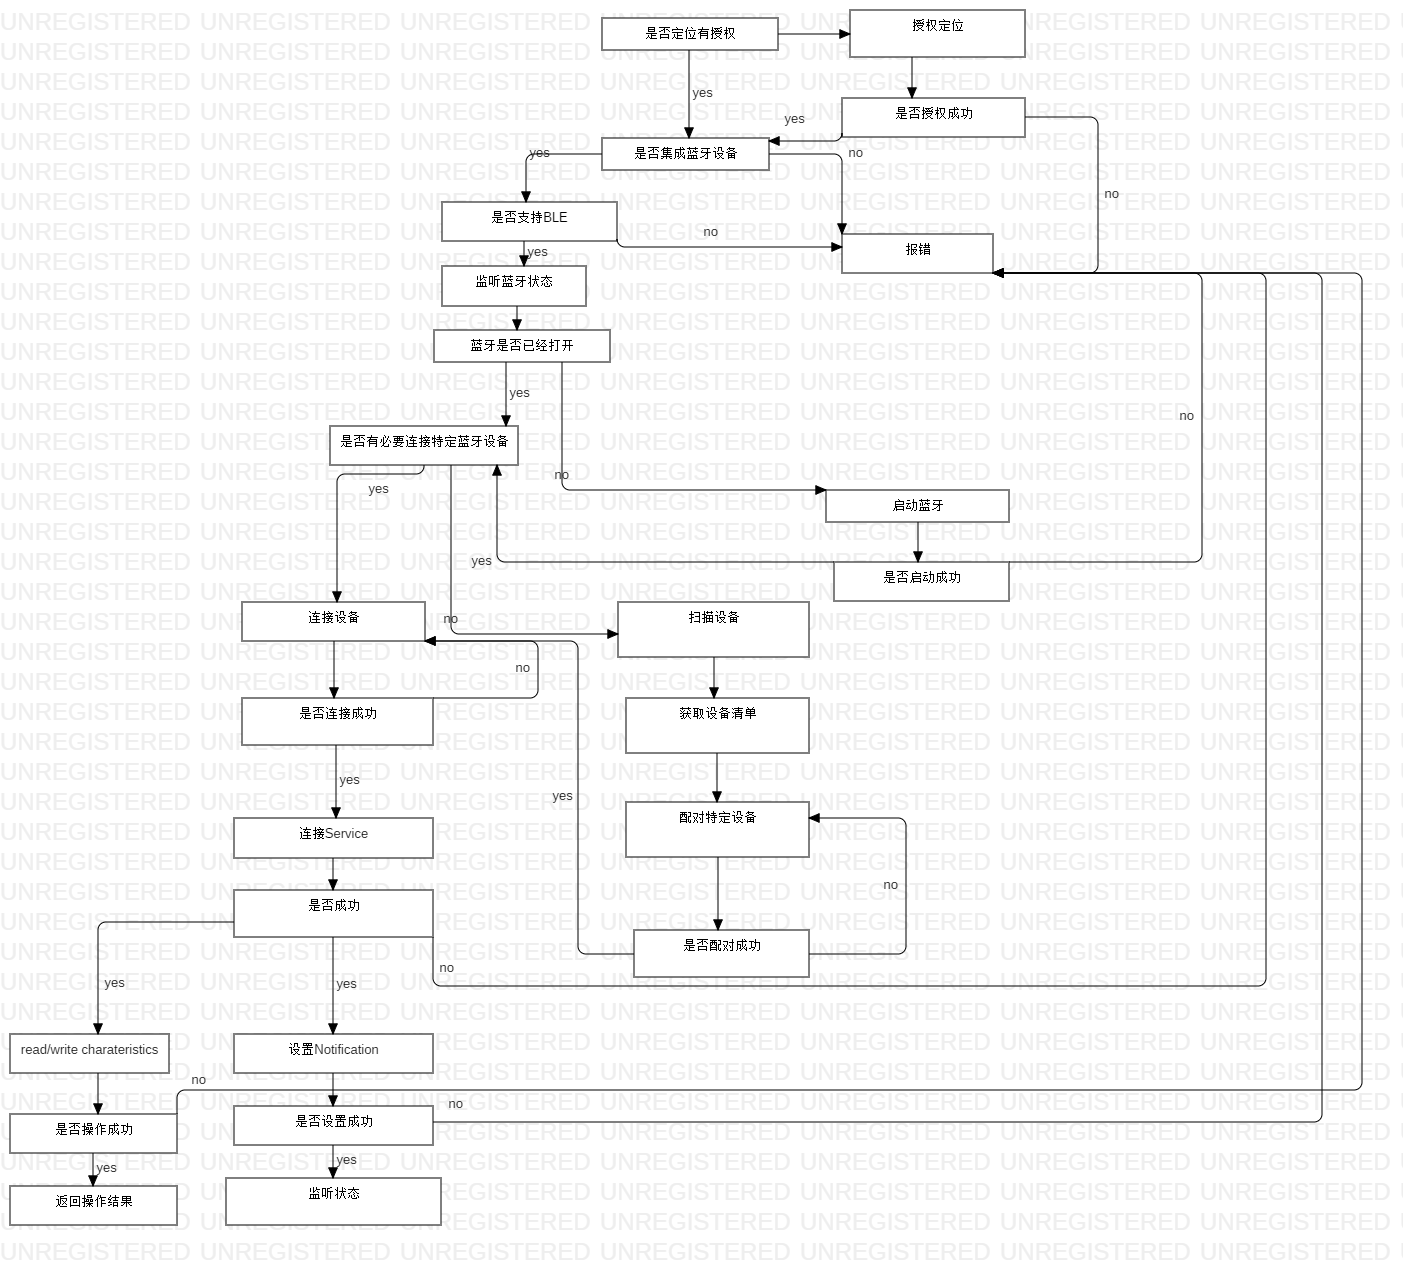 是否定位有授权
授权定位
yes
是否授权成功
yes
是否集成蓝牙设备
yes
no
no
是否支持BLE
no
yes
报错
监听蓝牙状态
蓝牙是否已经打开
yes
no
是否有必要连接特定蓝牙设备
no
yes
启动蓝牙
yes
是否启动成功
连接设备
no
扫描设备
no
是否连接成功
获取设备清单
yes
yes
连接Service
配对特定设备
no
是否成功
是否配对成功
no
yes
yes
read/write charateristics
设置Notification
no
no
是否操作成功
是否设置成功
yes
yes
返回操作结果
监听状态
UNREGISTERED